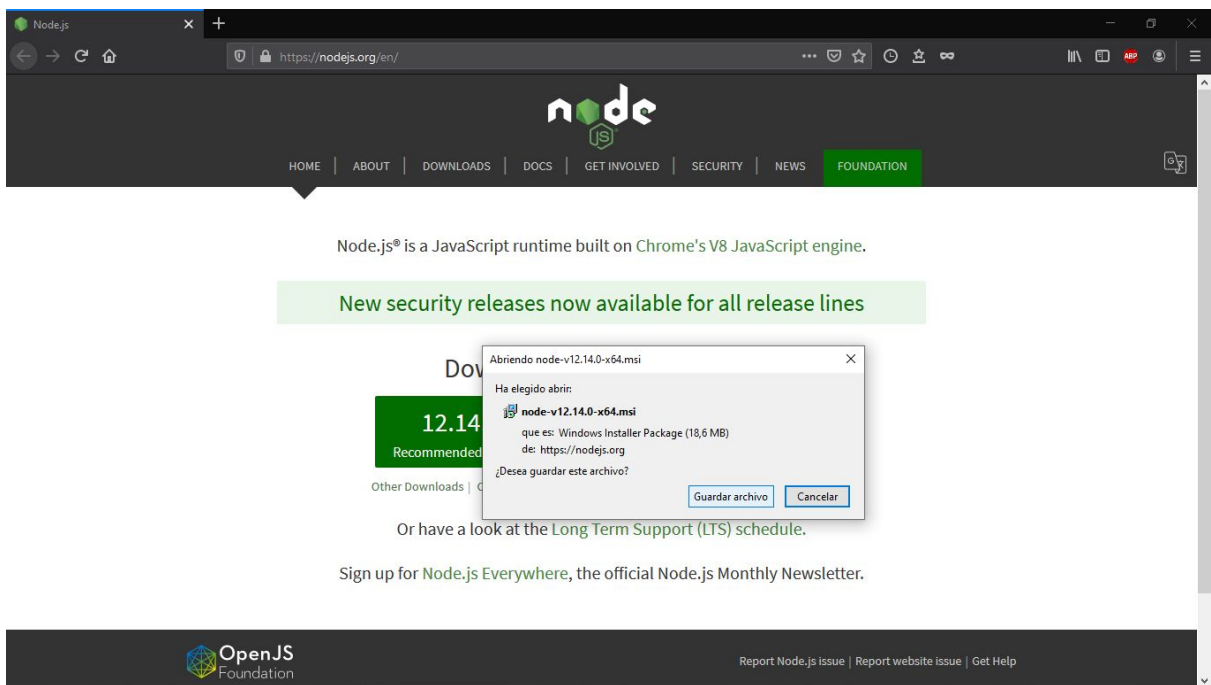 Node.js
https://nodejs.org/en/
ABP
node
JS
HOME | ABOUT | DOWNLOADS | DOCS | GET INVOLVED | SECURITY | NEWS FOUNDATION
Node.js® is a JavaScript runtime built on Chrome's V8 JavaScript engine.
New security releases now available for all release lines
12.14
Recommended
Other Downloads |
Abriendo node-v12.14.0-x64.msi
Ha elegido abrir:
node-v12.14.0-x64.msi
que es: Windows Installer Package (18,6 MB)
de: https://nodejs.org
¿Desea guardar este archivo?
Guardar archivo Cancelar
Or have a look at the Long Term Support (LTS) schedule.
Sign up for Node.js Everywhere, the official Node.js Monthly Newsletter.
OpenJS
Foundation
Report Node.js issue | Report website issue | Get Help